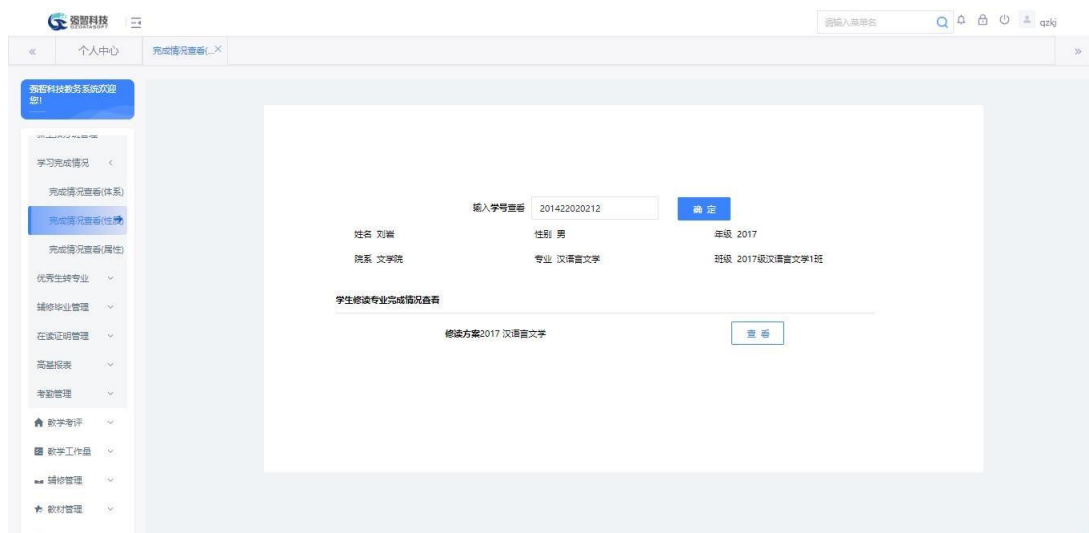 强智科技
QZDATASOFT
请输入菜单名
qzkj
个人中心
完成情况查看(...
强智科技教务系统欢迎
您!
学习完成情况
完成情况查看(体系)
完成情况查看(性质)
完成情况查看(属性)
优秀生转专业
辅修毕业管理
在读证明管理
高基报表
考勤管理
教学考评
教学工作量
辅修管理
教材管理
输入学号查看 201422020212 确 定
姓名 刘岩 性别 男 年级 2017
院系 文学院 专业 汉语言文学 班级 2017级汉语言文学1班
学生修读专业完成情况查看
修读方案2017 汉语言文学 查 看